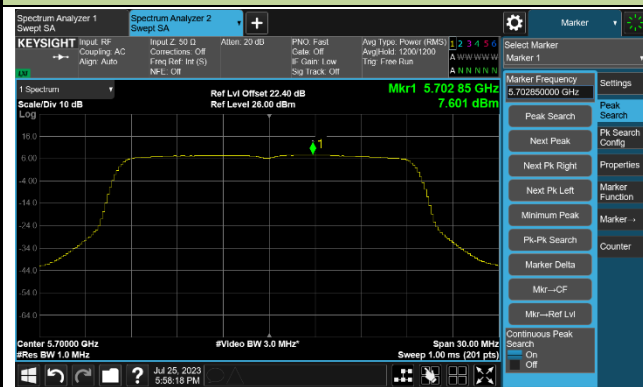 Spectrum Analyzer 1
Swept SA
Spectrum Analyzer 2
Swept SA
+
Marker
KEYSIGHT
Input: RF
Coupling: AC
Align: Auto
Input Z: 50 Ω
Corrections: Off
Freq Ref: Int (S)
NFE: Off
Atten: 20 dB
PNO: Fast
Gate: Off
IF Gain: Low
Sig Track: Off
Avg Type: Power (RMS)
Avg|Hold: 1200/1200
Trig: Free Run
1 2 3 4 5 6
A W W W W W
A N N N N N
LXI
Select Marker
Marker 1
1 Spectrum
Scale/Div 10 dB
Log
Ref Lvl Offset 22.40 dB
Ref Level 26.00 dBm
Mkr1 5.702 85 GHz
7.601 dBm
1
16.0
6.00
-4.00
-14.0
-24.0
-34.0
-44.0
-54.0
-64.0
Center 5.70000 GHz
#Res BW 1.0 MHz
#Video BW 3.0 MHz*
Span 30.00 MHz
Sweep 1.00 ms (201 pts)
Marker Frequency
5.702850000 GHz
Peak Search
Next Peak
Next Pk Right
Next Pk Left
Minimum Peak
Pk-Pk Search
Marker Delta
Mkr→CF
Mkr→Ref Lvl
Continuous Peak
Search
On
Off
Settings
Peak
Search
Pk Search
Config
Properties
Marker
Function
Marker→
Counter
?
Jul 25, 2023
5:58:18 PM